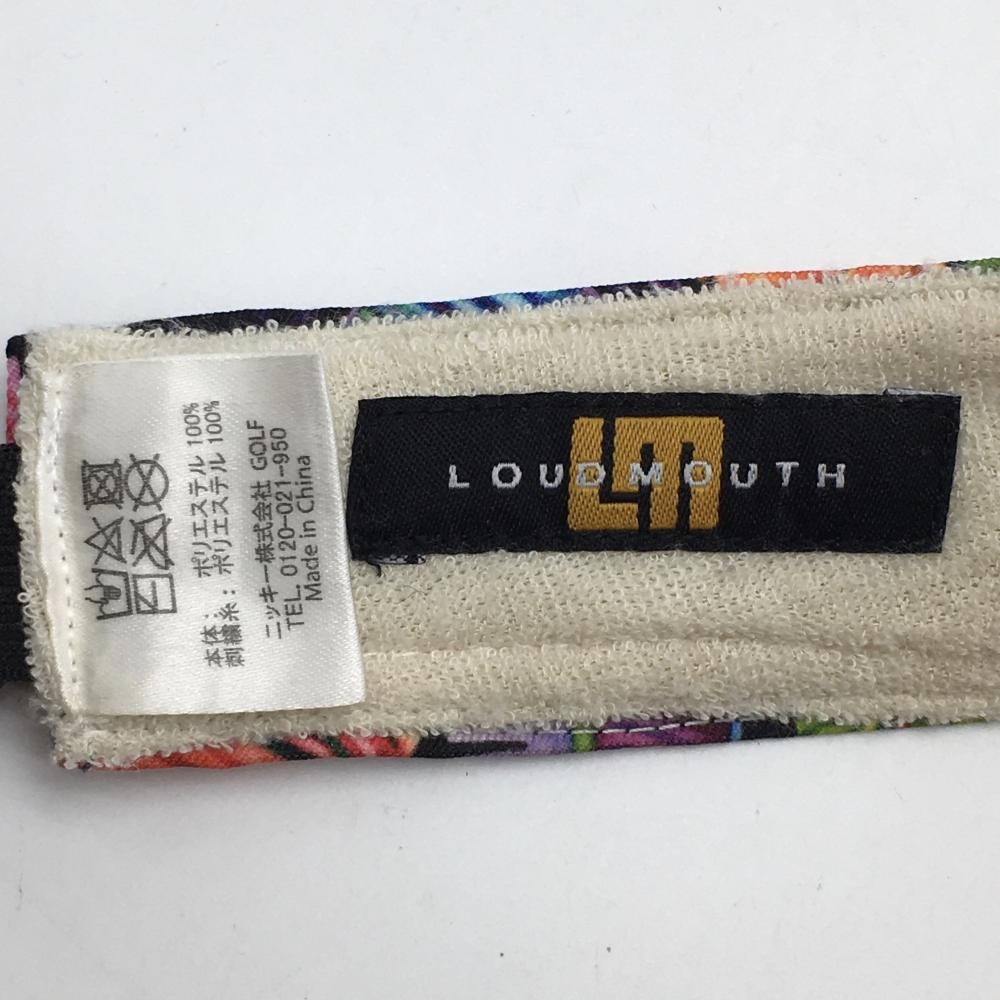 本体: ポリエステル 100%
刺繍糸: ポリエステル 100%
ニッキー株式会社 GOLF
TEL. 0120-021-950
Made in China
LM
LOUDMOUTH